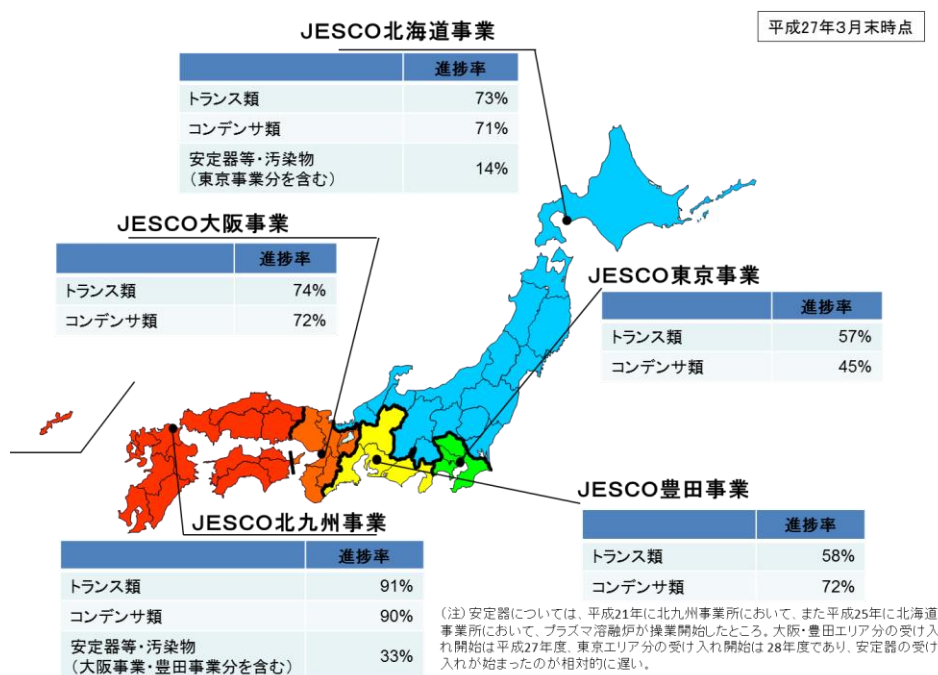 平成27年3月末時点
JESCO北海道事業
進捗率
トランス類 73%
コンデンサ類 71%
安定器等・汚染物
(東京事業分を含む) 14%
JESCO大阪事業
進捗率
トランス類 74%
コンデンサ類 72%
JESCO東京事業
進捗率
トランス類 57%
コンデンサ類 45%
JESCO豊田事業
進捗率
トランス類 58%
コンデンサ類 72%
JESCO北九州事業
進捗率
トランス類 91%
コンデンサ類 90%
安定器等・汚染物
(大阪事業・豊田事業分を含む) 33%
(注)安定器については、平成21年に北九州事業所において、また平成25年に北海道
事業所において、プラズマ溶融炉が操業開始したところ。大阪・豊田エリア分の受け入
れ開始は平成27年度、東京エリア分の受け入れ開始は28年度であり、安定器の受け
入れが始まったのが相対的に遅い。